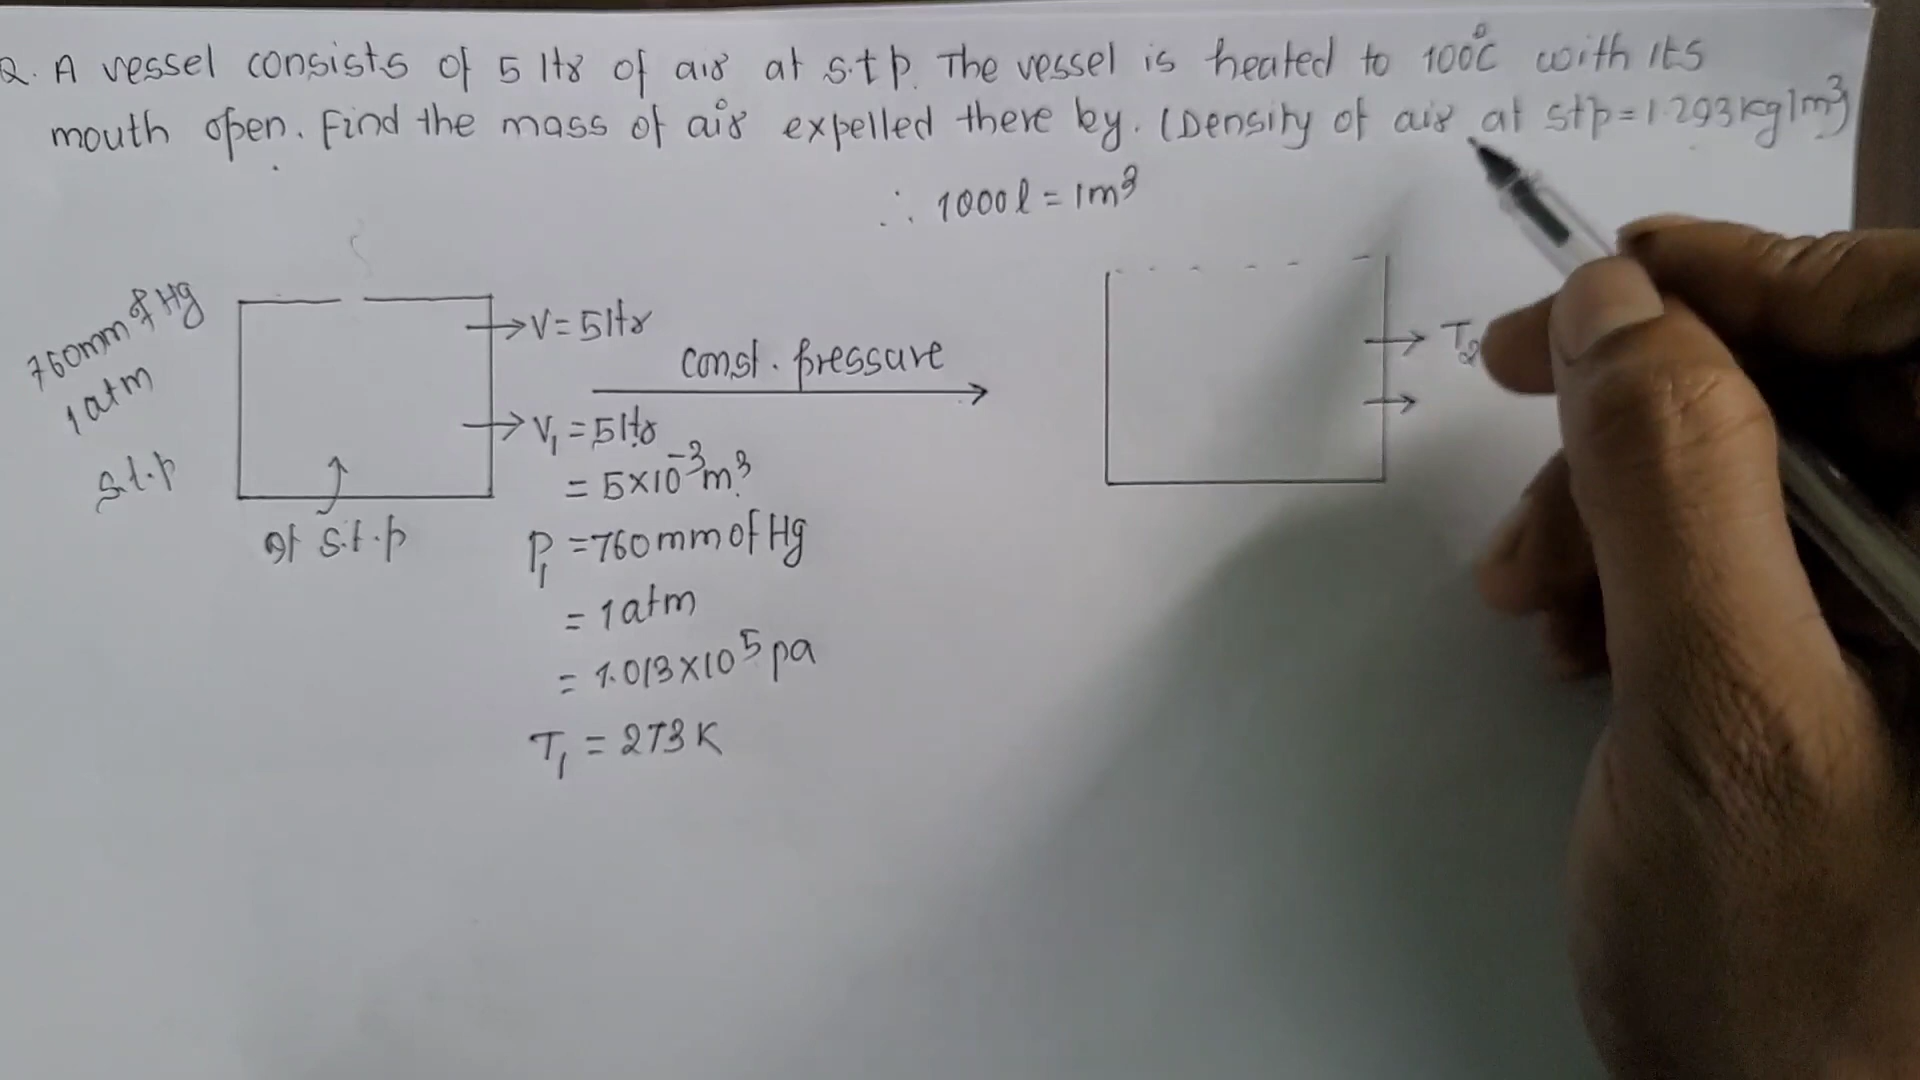 Q. A vessel consists of 5 ltr of air at s.t.p. The vessel is heated to 100°C with its
mouth open. Find the mass of air expelled there by. (Density of air at stp = 1.293 kg/m³)
∴ 1000 l = 1m³
760mm of Hg
1 atm
s.t.p
at s.t.p
→ V = 5 ltr
→ V₁ = 5 ltr
= 5×10⁻³ m³
P₁ = 760 mm of Hg
= 1 atm
= 1.013×10⁵ pa
T₁ = 273 K
const. pressure
→ T₂